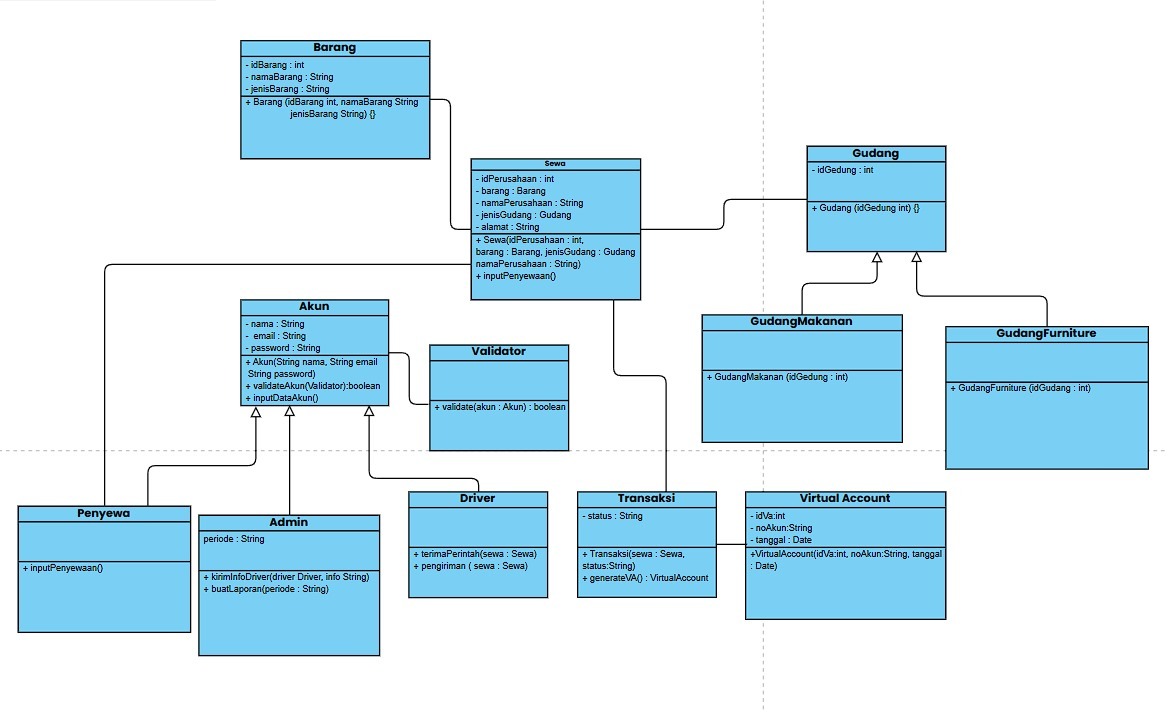 Barang
- idBarang : int
- namaBarang : String
- jenisBarang : String
+ Barang (idBarang int, namaBarang String
jenisBarang String) {}
Sewa
- idPerusahaan : int
- barang : Barang
- namaPerusahaan : String
- jenisGudang : Gudang
- alamat : String
+ Sewa(idPerusahaan : int,
barang : Barang, jenisGudang : Gudang
namaPerusahaan : String)
+ inputPenyewaan()
Gudang
- idGedung : int
+ Gudang (idGedung int) {}
Akun
- nama : String
- email : String
- password : String
+ Akun(String nama, String email
String password)
+ validateAkun(Validator):boolean
+ inputDataAkun()
Validator
+ validate(akun : Akun) : boolean
GudangMakanan
+ GudangMakanan (idGedung : int)
GudangFurniture
+ GudangFurniture (idGudang : int)
Penyewa
+ inputPenyewaan()
Admin
periode : String
+ kirimInfoDriver(driver Driver, info String)
+ buatLaporan(periode : String)
Driver
+ terimaPerintah(sewa : Sewa)
+ pengiriman ( sewa : Sewa)
Transaksi
- status : String
+ Transaksi(sewa : Sewa,
status:String)
+ generateVA() : VirtualAccount
Virtual Account
- idVa:int
- noAkun:String
- tanggal : Date
+VirtualAccount(idVa:int, noAkun:String, tanggal
: Date)